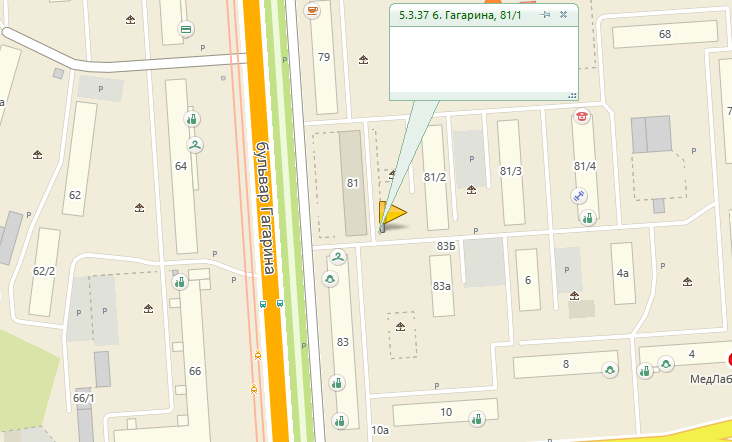 5.3.37 б. Гагарина, 81/1
68
79
P
P
64
81
81/2
P
81/3
81/4
62
бульвар Гагарина
P
P
83Б
62/2
P
P
83а
6
P
4а
P
P
83
P
66
8
4
МедЛаб
66/1
P
10
10а